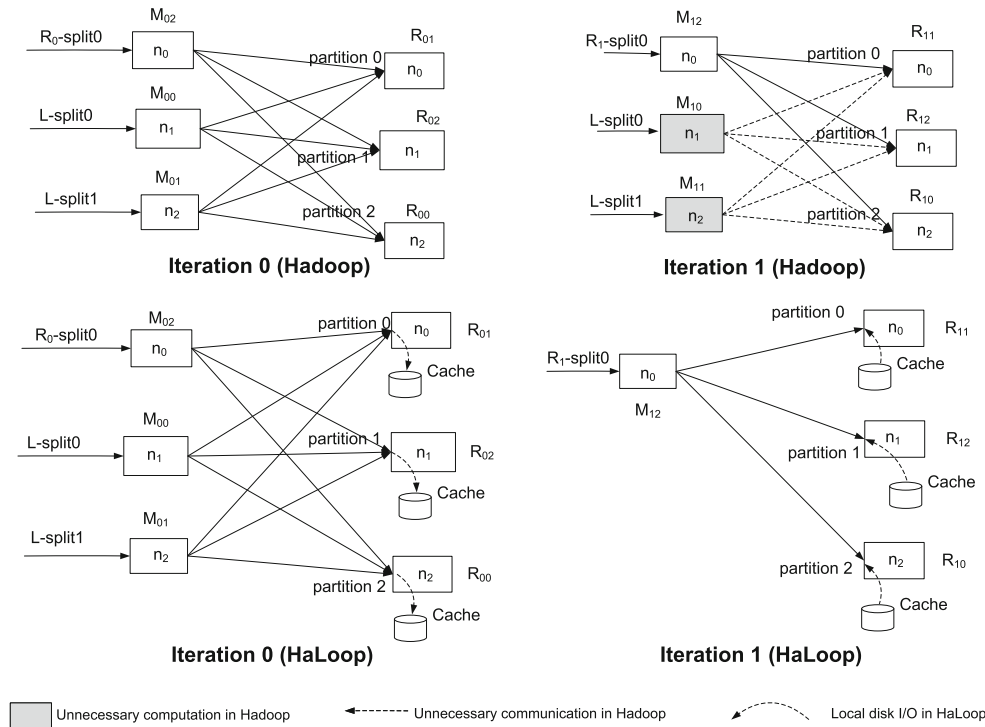 M02
R0-split0
n0
partition 0
R01
n0
M00
L-split0
n1
R02
n1
partition 1
M01
L-split1
n2
partition 2
R00
n2
Iteration 0 (Hadoop)
M12
R1-split0
n0
partition 0
R11
n0
M10
L-split0
n1
partition 1
R12
n1
M11
L-split1
n2
partition 2
R10
n2
Iteration 1 (Hadoop)
M02
R0-split0
n0
partition 0
n0
R01
Cache
M00
L-split0
n1
partition 1
n1
R02
Cache
M01
L-split1
n2
partition 2
n2
R00
Cache
Iteration 0 (HaLoop)
partition 0
n0
R11
Cache
R1-split0
n0
M12
n1
R12
partition 1
Cache
partition 2
n2
R10
Cache
Iteration 1 (HaLoop)
Unnecessary computation in Hadoop
Unnecessary communication in Hadoop
Local disk I/O in HaLoop